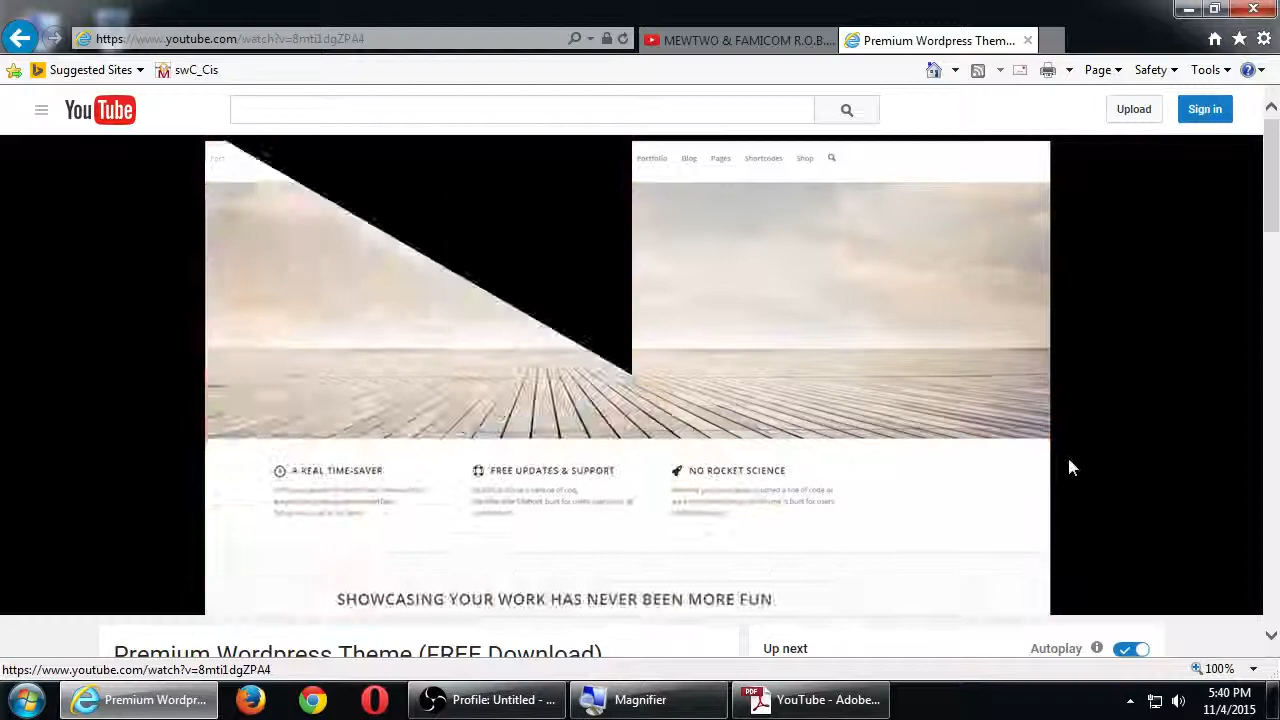 https://www.youtube.com/watch?v=8mti1dgZPA4
MEWTWO & FAMICOM R.O.B....
Premium Wordpress Them...
Suggested Sites
swC_Cis
Page
Safety
Tools
YouTube
Upload
Sign in
Port
Portfolio Blog Pages Shortcodes Shop
A REAL TIME-SAVER
FREE UPDATES & SUPPORT
NO ROCKET SCIENCE
SHOWCASING YOUR WORK HAS NEVER BEEN MORE FUN
Premium Wordpress Theme (FREE Download)
Up next
Autoplay
https://www.youtube.com/watch?v=8mti1dgZPA4
100%
Premium Wordpr...
Profile: Untitled - ...
Magnifier
PDF
YouTube - Adobe...
5:40 PM
11/4/2015